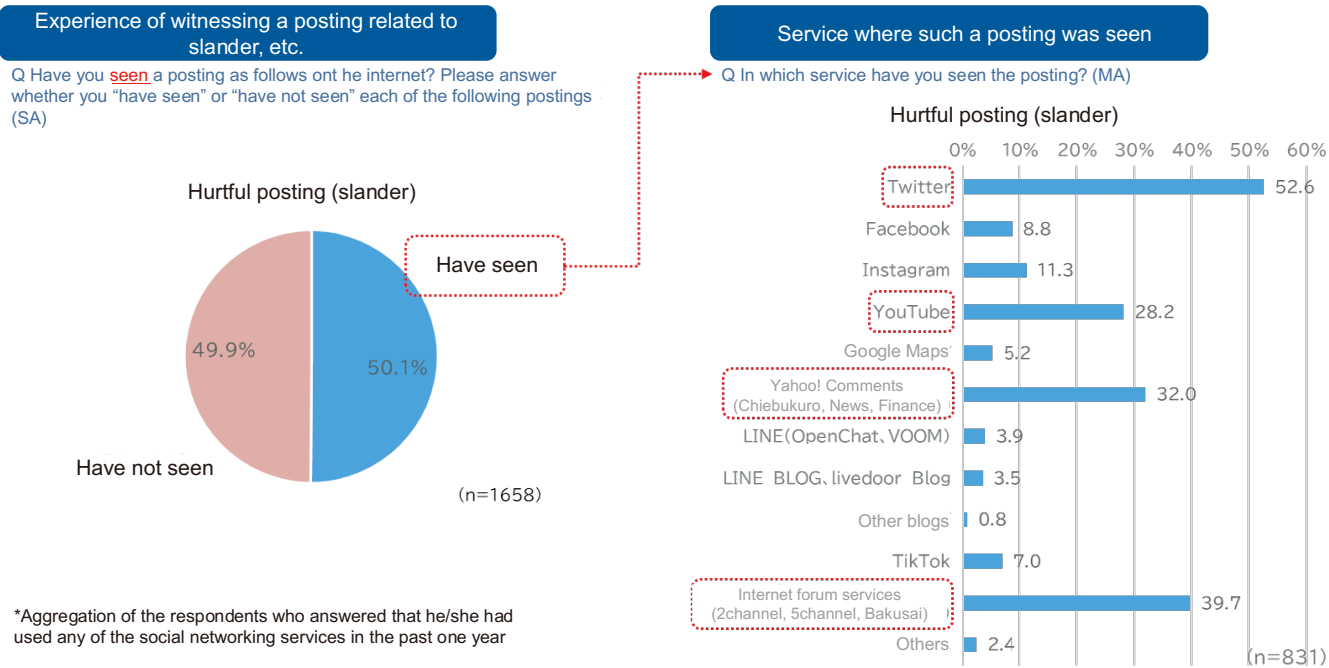 Experience of witnessing a posting related to
slander, etc.
Q Have you seen a posting as follows ont he internet? Please answer
whether you “have seen” or “have not seen” each of the following postings
(SA)
Hurtful posting (slander)
Have seen
49.9%
50.1%
Have not seen
(n=1658)
*Aggregation of the respondents who answered that he/she had
used any of the social networking services in the past one year
Service where such a posting was seen
Q In which service have you seen the posting? (MA)
Hurtful posting (slander)
0% 10% 20% 30% 40% 50% 60%
Twitter 52.6
Facebook 8.8
Instagram 11.3
YouTube 28.2
Google Maps 5.2
Yahoo! Comments
(Chiebukuro, News, Finance) 32.0
LINE(OpenChat、VOOM) 3.9
LINE BLOG、livedoor Blog 3.5
Other blogs 0.8
TikTok 7.0
Internet forum services
(2channel, 5channel, Bakusai) 39.7
Others 2.4
(n=831)